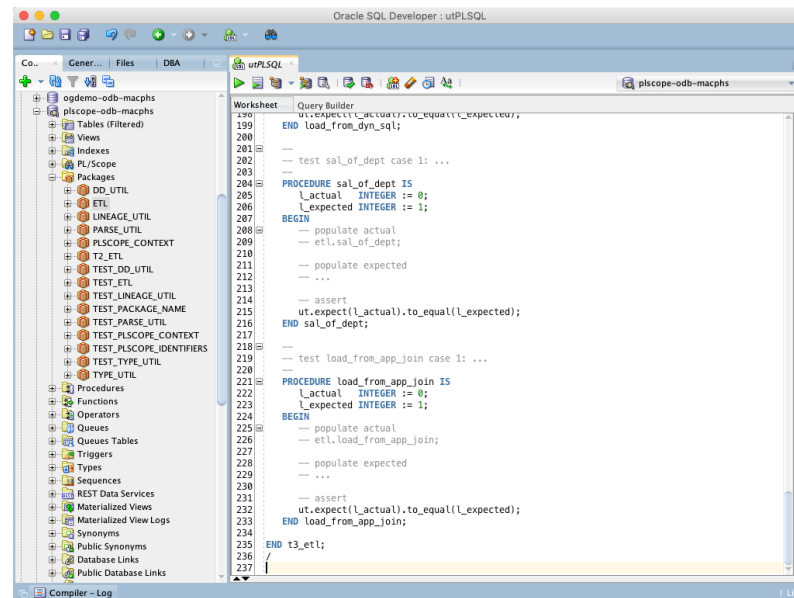 Oracle SQL Developer : utPLSQL
Co..
Gener...
Files
DBA
utPLSQL
plscope-odb-macphs
Worksheet
Query Builder
ogdemo-odb-macphs
plscope-odb-macphs
Tables (Filtered)
Views
Indexes
PL/Scope
Packages
DD_UTIL
ETL
LINEAGE_UTIL
PARSE_UTIL
PLSCOPE_CONTEXT
T2_ETL
TEST_DD_UTIL
TEST_ETL
TEST_LINEAGE_UTIL
TEST_PACKAGE_NAME
TEST_PARSE_UTIL
TEST_PLSCOPE_CONTEXT
TEST_PLSCOPE_IDENTIFIERS
TEST_TYPE_UTIL
TYPE_UTIL
Procedures
Functions
Operators
Queues
Queues Tables
Triggers
Types
Sequences
REST Data Services
Materialized Views
Materialized View Logs
Synonyms
Public Synonyms
Database Links
Public Database Links
198 ut.expect(l_actual).to_equal(l_expected);
199 END load_from_dyn_sql;
200
201 --
202 -- test sal_of_dept case 1: ...
203 --
204 PROCEDURE sal_of_dept IS
205 l_actual INTEGER := 0;
206 l_expected INTEGER := 1;
207 BEGIN
208 -- populate actual
209 -- etl.sal_of_dept;
210
211 -- populate expected
212 -- ...
213
214 -- assert
215 ut.expect(l_actual).to_equal(l_expected);
216 END sal_of_dept;
217
218 --
219 -- test load_from_app_join case 1: ...
220 --
221 PROCEDURE load_from_app_join IS
222 l_actual INTEGER := 0;
223 l_expected INTEGER := 1;
224 BEGIN
225 -- populate actual
226 -- etl.load_from_app_join;
227
228 -- populate expected
229 -- ...
230
231 -- assert
232 ut.expect(l_actual).to_equal(l_expected);
233 END load_from_app_join;
234
235 END t3_etl;
236 /
237
Compiler - Log